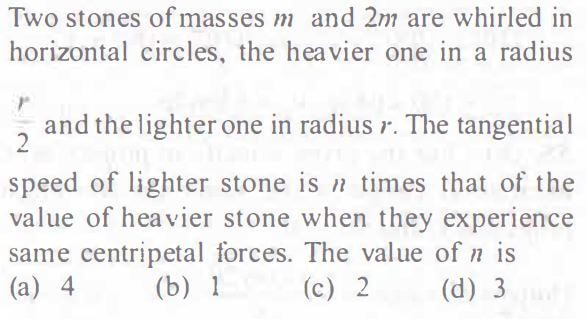 Two stones of masses m and 2m are whirled in
horizontal circles, the heavier one in a radius
r/2 and the lighter one in radius r. The tangential
speed of lighter stone is n times that of the
value of heavier stone when they experience
same centripetal forces. The value of n is
(a) 4 (b) 1 (c) 2 (d) 3